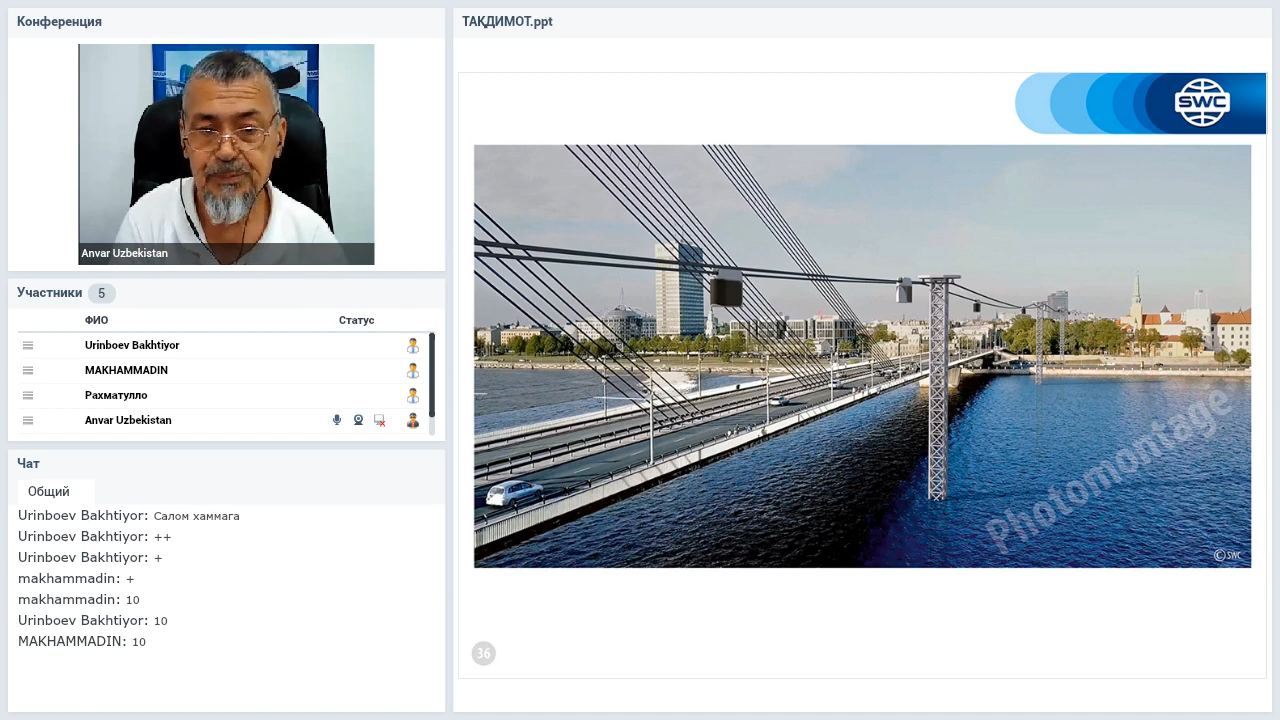 Конференция
Anvar Uzbekistan
Участники 5
ФИО Статус
Urinboev Bakhtiyor
MAKHAMMADIN
Рахматулло
Anvar Uzbekistan
Чат
Общий
Urinboev Bakhtiyor: Салом хаммага
Urinboev Bakhtiyor: ++
Urinboev Bakhtiyor: +
makhammadin: +
makhammadin: 10
Urinboev Bakhtiyor: 10
MAKHAMMADIN: 10
ТАҚДИМОТ.ppt
SWC
Photomontage
© SWC
36